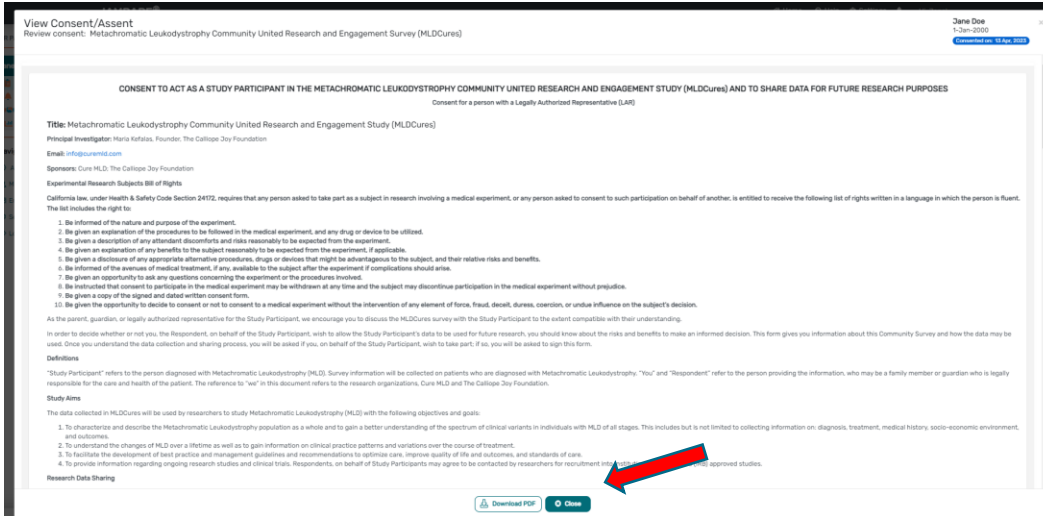 View Consent/Assent
Review consent: Metachromatic Leukodystrophy Community United Research and Engagement Survey (MLDCures)
Jane Doe
1-Jan-2000
Consented on: 13 Apr, 2023
CONSENT TO ACT AS A STUDY PARTICIPANT IN THE METACHROMATIC LEUKODYSTROPHY COMMUNITY UNITED RESEARCH AND ENGAGEMENT STUDY (MLDCures) AND TO SHARE DATA FOR FUTURE RESEARCH PURPOSES
Consent for a person with a Legally Authorized Representative (LAR)
Title: Metachromatic Leukodystrophy Community United Research and Engagement Study (MLDCures)
Principal Investigator: Maria Kefalas, Founder, The Calliope Joy Foundation
Email: info@curemld.com
Sponsors: Cure MLD, The Calliope Joy Foundation
Experimental Research Subjects Bill of Rights
California law, under Health & Safety Code Section 24172, requires that any person asked to take part as a subject in research involving a medical experiment, or any person asked to consent to such participation on behalf of another, is entitled to receive the following list of rights written in a language in which the person is fluent.
The list includes the right to:
1. Be informed of the nature and purpose of the experiment.
2. Be given an explanation of the procedures to be followed in the medical experiment, and any drug or device to be utilized.
3. Be given a description of any attendant discomforts and risks reasonably to be expected from the experiment.
4. Be given an explanation of any benefits to the subject reasonably to be expected from the experiment, if applicable.
5. Be given a disclosure of any appropriate alternative procedures, drugs or devices that might be advantageous to the subject, and their relative risks and benefits.
6. Be informed of the avenues of medical treatment, if any, available to the subject after the experiment if complications should arise.
7. Be given an opportunity to ask any questions concerning the experiment or the procedures involved.
8. Be instructed that consent to participate in the medical experiment may be withdrawn at any time and the subject may discontinue participation in the medical experiment without prejudice.
9. Be given a copy of the signed and dated written consent form.
10. Be given the opportunity to decide to consent or not to consent to a medical experiment without the intervention of any element of force, fraud, deceit, duress, coercion, or undue influence on the subject's decision.
As the parent, guardian, or legally authorized representative for the Study Participant, we encourage you to discuss the MLDCures survey with the Study Participant to the extent compatible with their understanding.
In order to decide whether or not you, the Respondent, on behalf of the Study Participant, wish to allow the Study Participant's data to be used for future research, you should know about the risks and benefits to make an informed decision. This form gives you information about this Community Survey and how the data may be
used. Once you understand the data collection and sharing process, you will be asked if you, on behalf of the Study Participant, wish to take part; if so, you will be asked to sign this form.
Definitions
"Study Participant" refers to the person diagnosed with Metachromatic Leukodystrophy (MLD). Survey information will be collected on patients who are diagnosed with Metachromatic Leukodystrophy. "You" and "Respondent" refer to the person providing the information, who may be a family member or guardian who is legally
responsible for the care and health of the patient. The reference to "we" in this document refers to the research organizations, Cure MLD and The Calliope Joy Foundation.
Study Aims
The data collected in MLDCures will be used by researchers to study Metachromatic Leukodystrophy (MLD) with the following objectives and goals:
1. To characterize and describe the Metachromatic Leukodystrophy population as a whole and to gain a better understanding of the spectrum of clinical variants in individuals with MLD of all stages. This includes but is not limited to collecting information on: diagnosis, treatment, medical history, socio-economic environment,
and outcomes.
2. To understand the changes of MLD over a lifetime as well as to gain information on clinical practice patterns and variations over the course of treatment.
3. To facilitate the development of best practice and management guidelines and recommendations to optimize care, improve quality of life and outcomes, and standards of care.
4. To provide information regarding ongoing research studies and clinical trials. Respondents, on behalf of Study Participants may agree to be contacted by researchers for recruitment into approved studies.
Research Data Sharing
Download PDF
Close